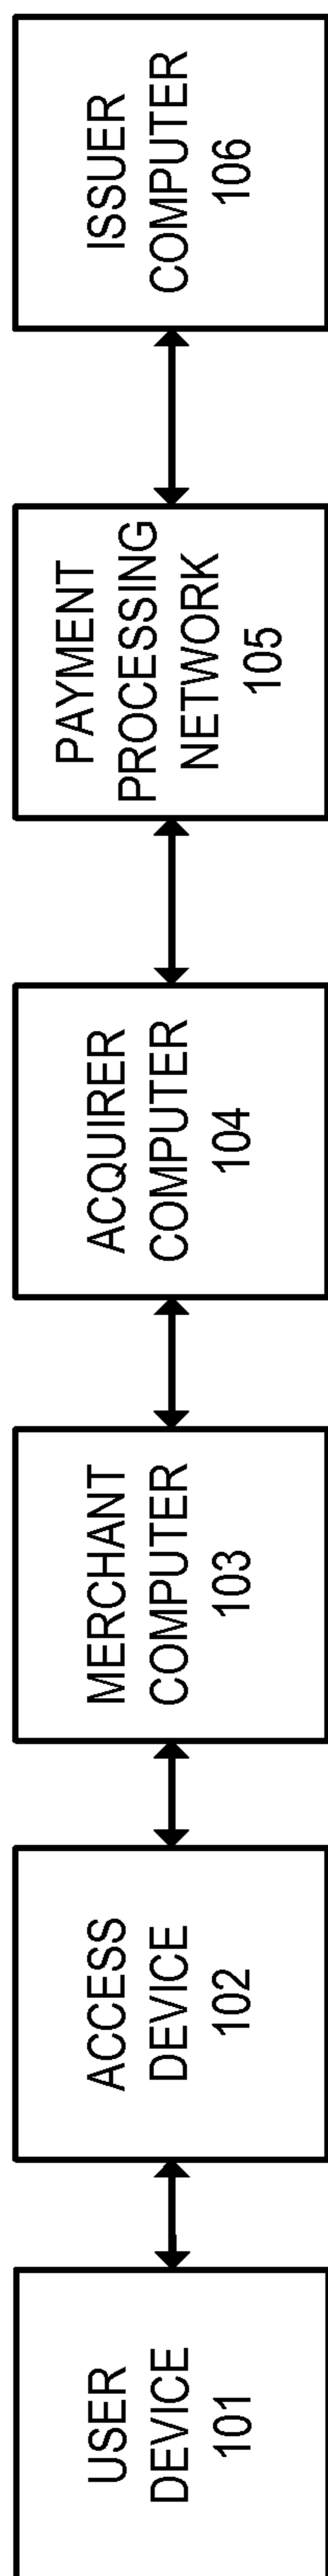 USER
DEVICE
101
ACCESS
DEVICE
102
MERCHANT
COMPUTER
103
ACQUIRER
COMPUTER
104
PAYMENT
PROCESSING
NETWORK
105
ISSUER
COMPUTER
106